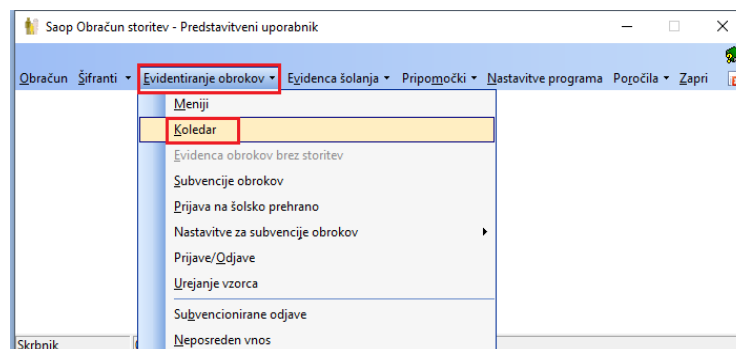 Saop Obračun storitev - Predstavitveni uporabnik
Obračun Šifranti Evidentiranje obrokov Evidenca šolanja Pripomočki Nastavitve programa Poročila Zapri
Meniji
Koledar
Evidenca obrokov brez storitev
Subvencije obrokov
Prijava na šolsko prehrano
Nastavitve za subvencije obrokov
Prijave/Odjave
Urejanje vzorca
Subvencionirane odjave
Neposreden vnos
Skrbnik